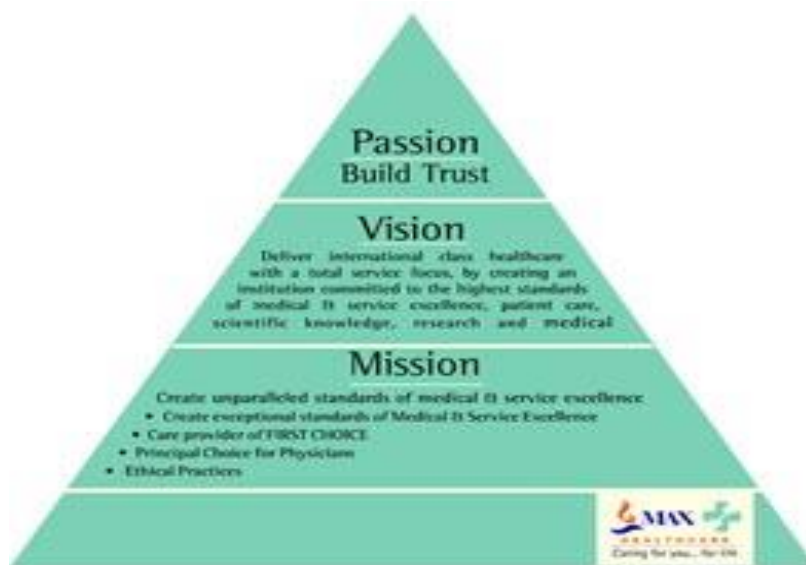 Passion
Build Trust
Vision
Deliver international class healthcare
with a total service focus, by creating an
institution committed to the highest standards
of medical & service excellence, patient care,
scientific knowledge, research and medical
Mission
Create unparalleled standards of medical & service excellence
• Create exceptional standards of Medical & Service Excellence
• Care provider of FIRST CHOICE
• Principal Choice for Physicians
• Ethical Practices
MAX
HEALTHCARE
Caring for you... for life